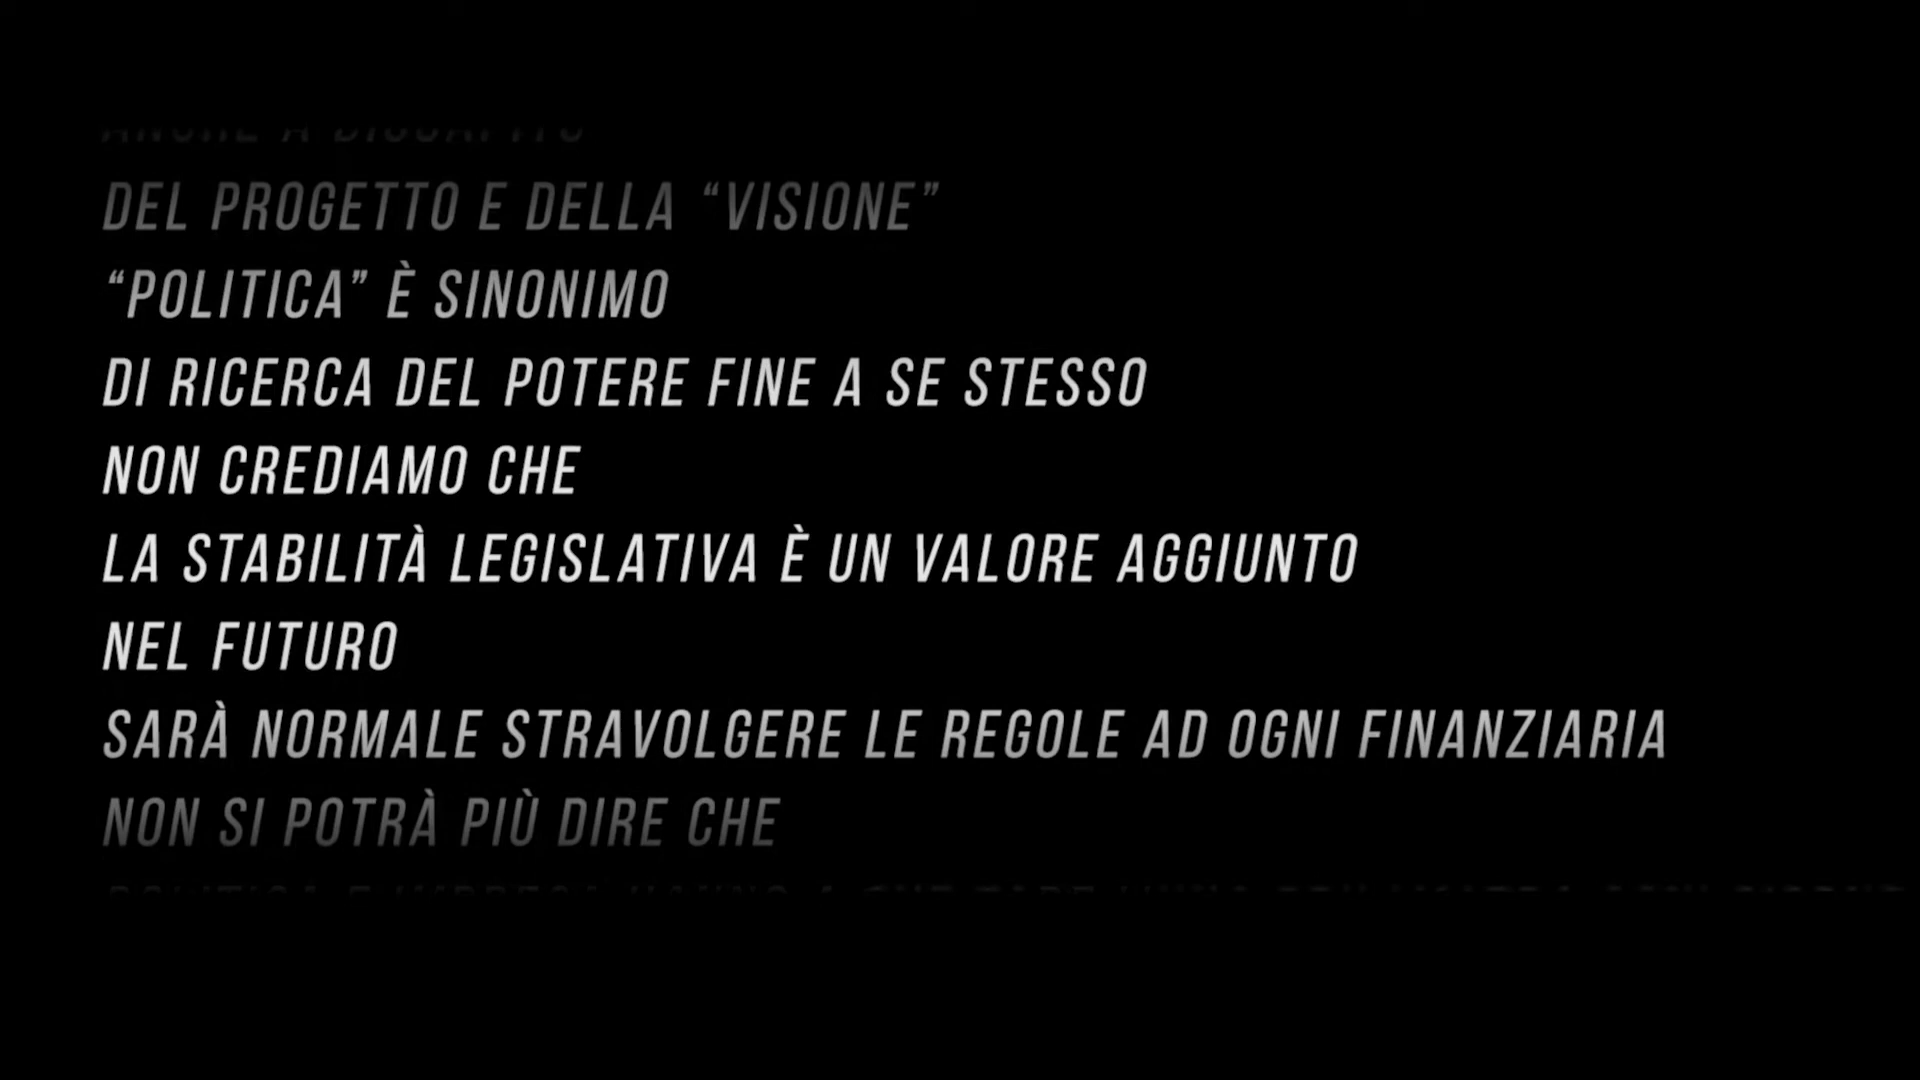 DEL PROGETTO E DELLA “VISIONE”
“POLITICA” È SINONIMO
DI RICERCA DEL POTERE FINE A SE STESSO
NON CREDIAMO CHE
LA STABILITÀ LEGISLATIVA È UN VALORE AGGIUNTO
NEL FUTURO
SARÀ NORMALE STRAVOLGERE LE REGOLE AD OGNI FINANZIARIA
NON SI POTRÀ PIÙ DIRE CHE